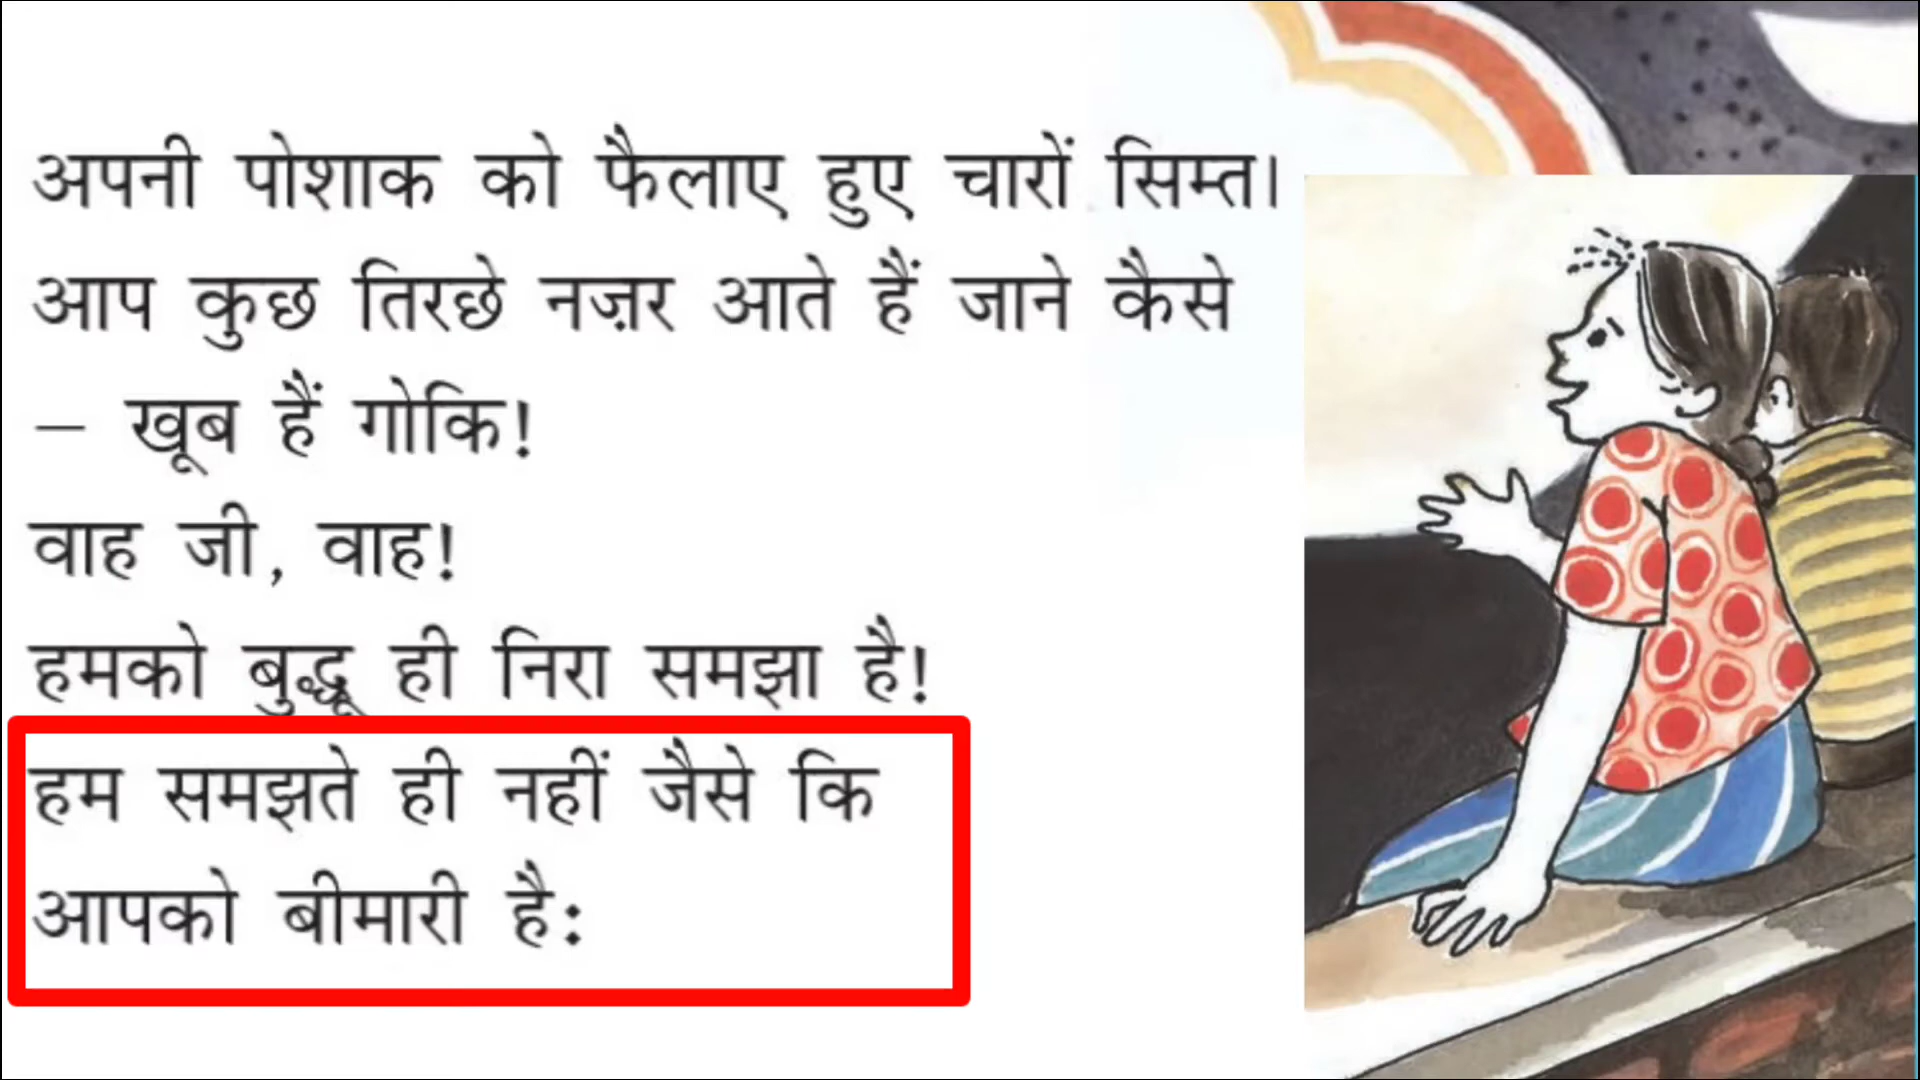 अपनी पोशाक को फैलाए हुए चारों सिम्त।
आप कुछ तिरछे नज़र आते हैं जाने कैसे
– खूब हैं गोकि!
वाह जी, वाह!
हमको बुद्धू ही निरा समझा है!
हम समझते ही नहीं जैसे कि
आपको बीमारी है: